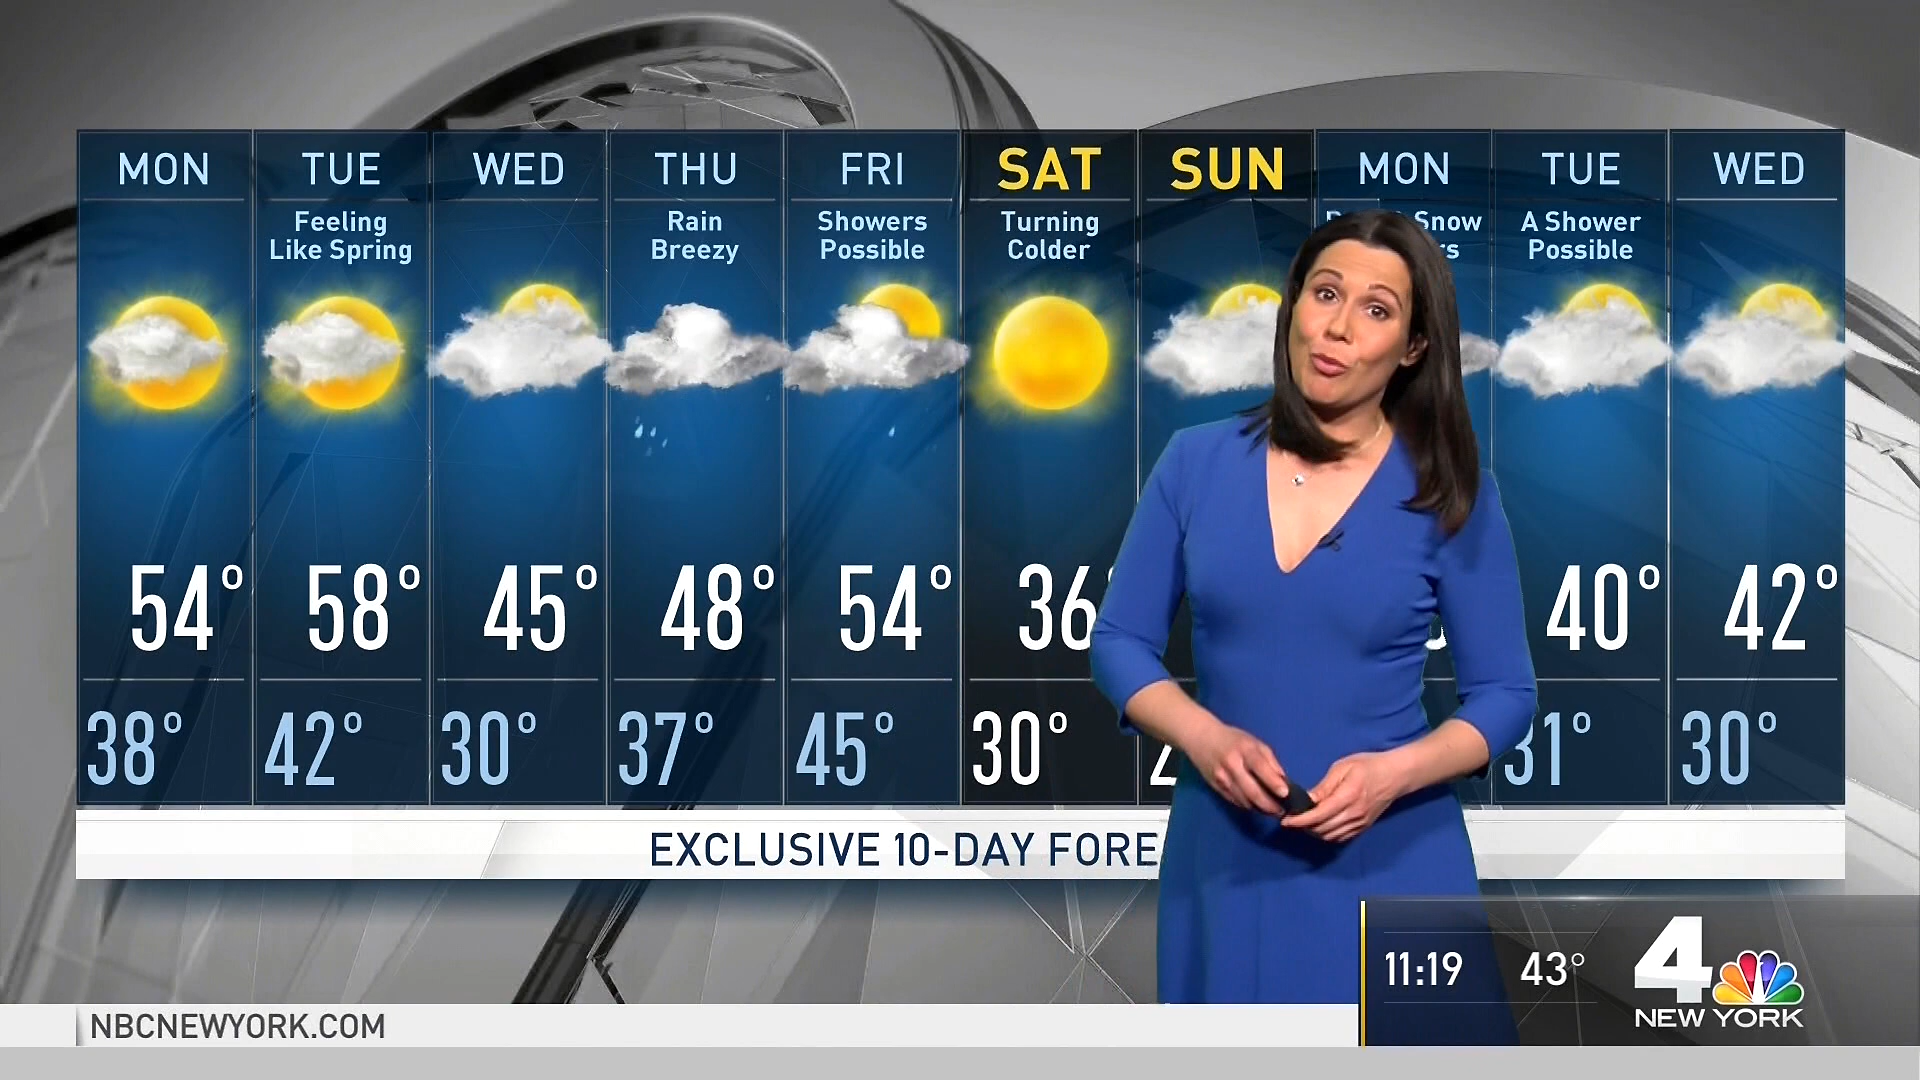 MON TUE WED THU FRI SAT SUN MON TUE WED
Feeling
Like Spring
Rain
Breezy
Showers
Possible
Turning
Colder
Snow
A Shower
Possible
54° 58° 45° 48° 54° 36° 40° 42°
38° 42° 30° 37° 45° 30° 31° 30°
EXCLUSIVE 10-DAY FORE
11:19 43° 4
NEW YORK
NBCNEWYORK.COM